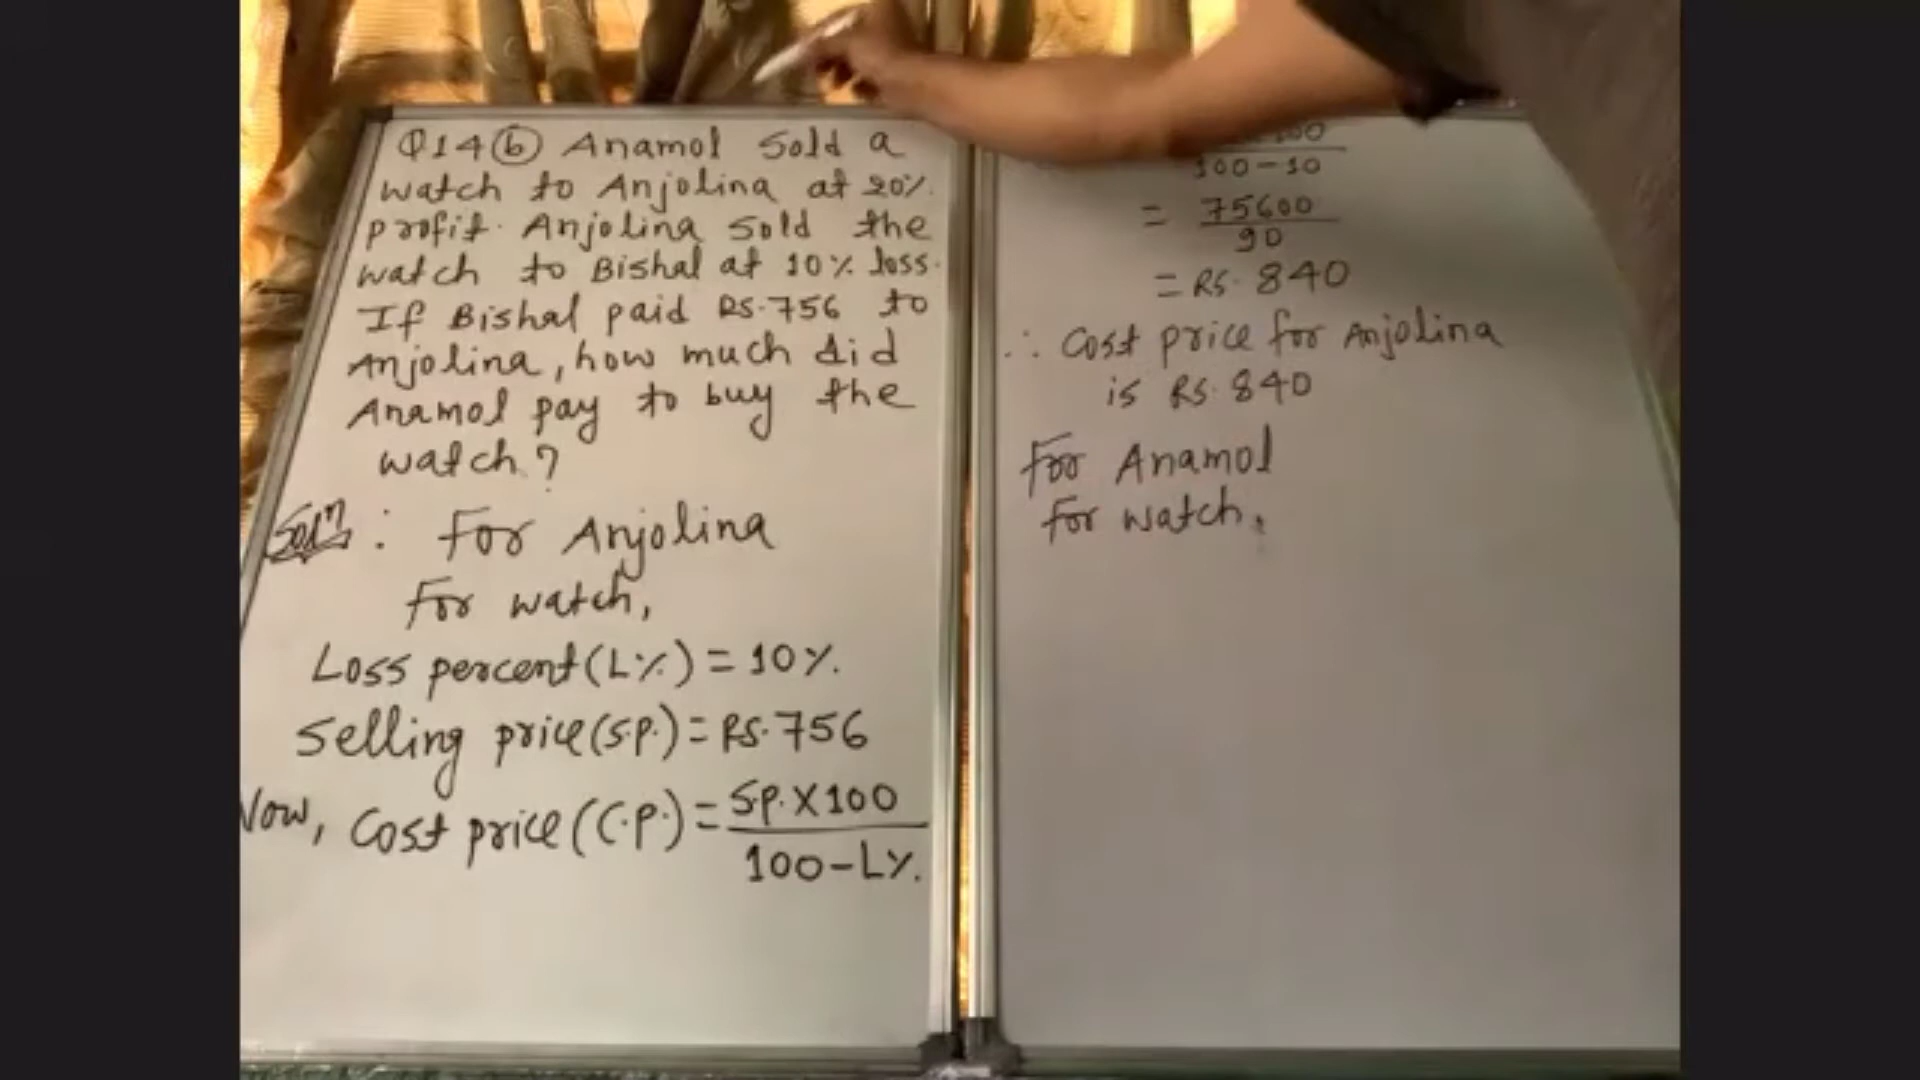 Q14(b) Anamol Sold a
watch to Anjolina at 20%.
profit. Anjolina sold the
watch to Bishal at 10% loss.
If Bishal paid Rs.756 to
Anjolina, how much did
Anamol pay to buy the
watch?
Solⁿ: For Anjolina
For watch,
Loss percent (L%) = 10%.
Selling price (S.P.) = Rs.756
Now, Cost price (C.P.) = S.P. X 100
100-L%.
100
100-10
= 75600
90
= Rs. 840
∴ Cost price for Anjolina
is Rs. 840
For Anamol
For watch,